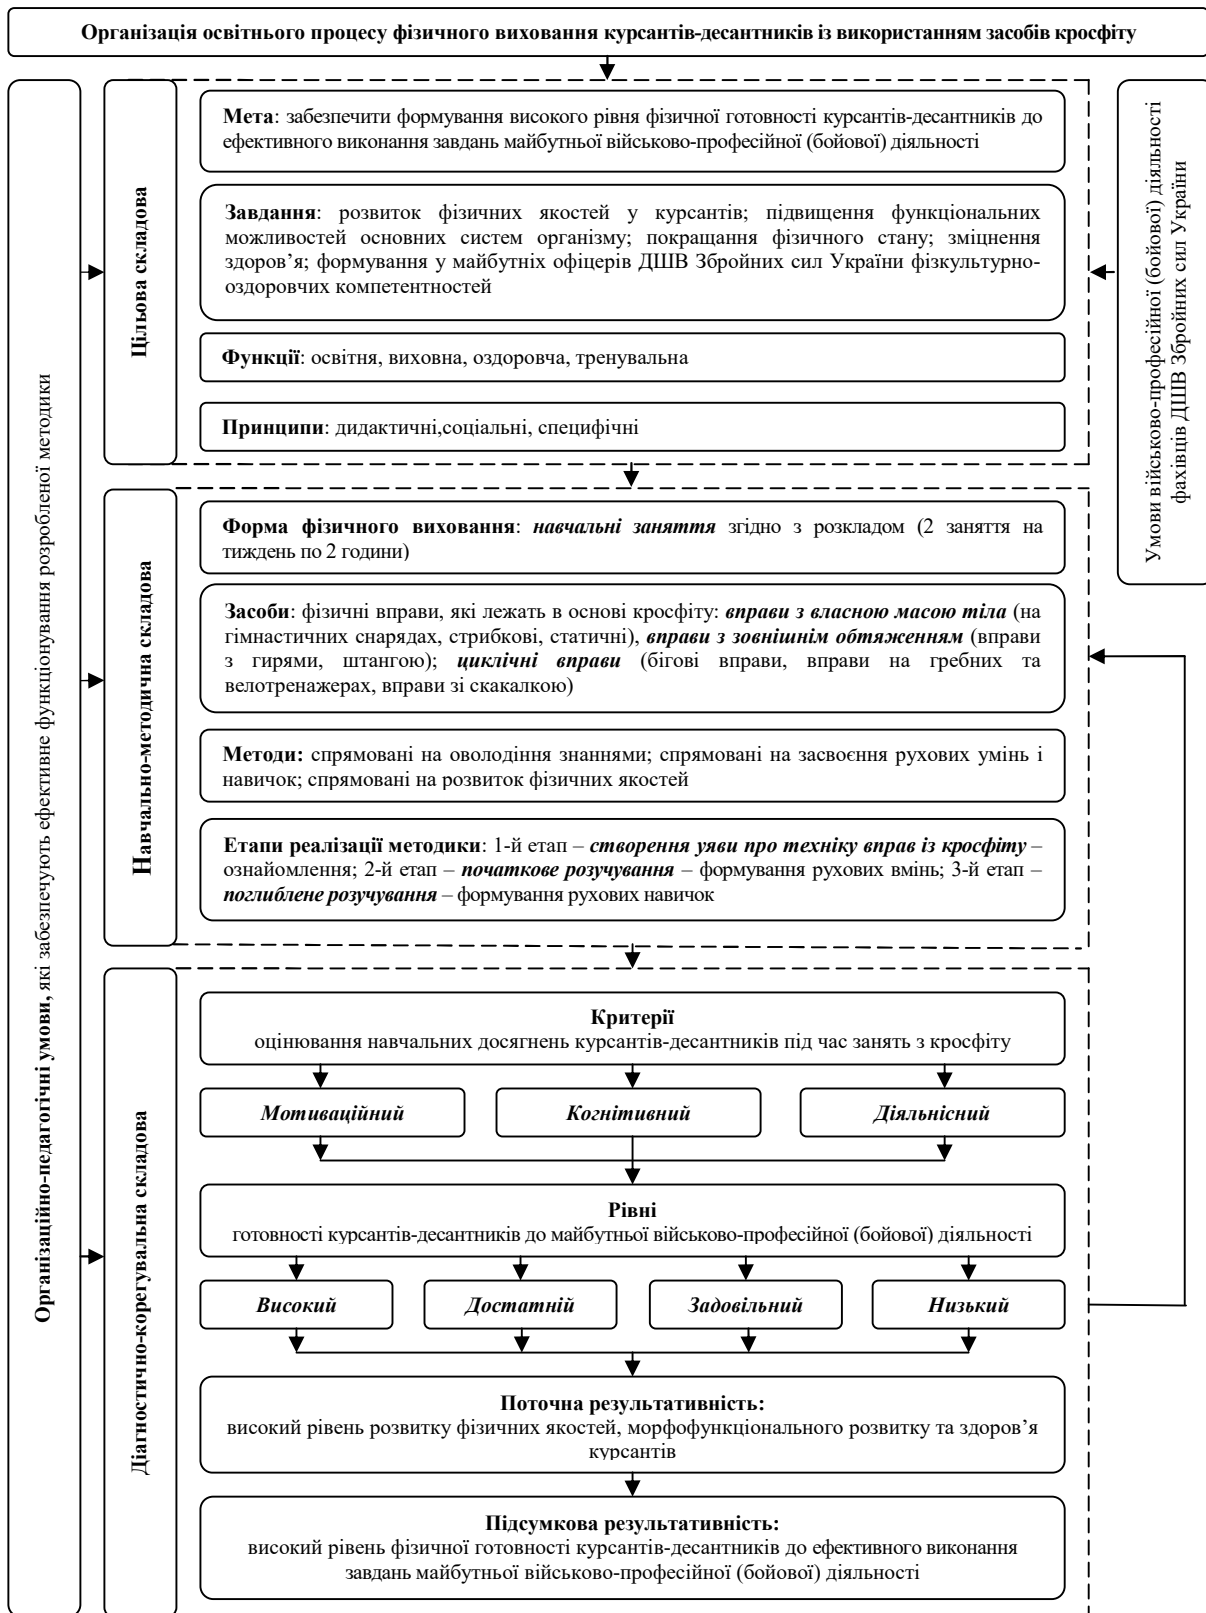 Організація освітнього процесу фізичного виховання курсантів-десантників із використанням засобів кросфіту
Організаційно-педагогічні умови, які забезпечують ефективне функціонування розробленої методики
Цільова складова
Мета: забезпечити формування високого рівня фізичної готовності курсантів-десантників до
ефективного виконання завдань майбутньої військово-професійної (бойової) діяльності
Завдання: розвиток фізичних якостей у курсантів; підвищення функціональних
можливостей основних систем організму; покращання фізичного стану; зміцнення
здоров’я; формування у майбутніх офіцерів ДШВ Збройних сил України фізкультурно-
оздоровчих компетентностей
Функції: освітня, виховна, оздоровча, тренувальна
Принципи: дидактичні,соціальні, специфічні
Умови військово-професійної (бойової) діяльності
фахівців ДШВ Збройних сил України
Навчально-методична складова
Форма фізичного виховання: навчальні заняття згідно з розкладом (2 заняття на
тиждень по 2 години)
Засоби: фізичні вправи, які лежать в основі кросфіту: вправи з власною масою тіла (на
гімнастичних снарядах, стрибкові, статичні), вправи з зовнішнім обтяженням (вправи
з гирями, штангою); циклічні вправи (бігові вправи, вправи на гребних та
велотренажерах, вправи зі скакалкою)
Методи: спрямовані на оволодіння знаннями; спрямовані на засвоєння рухових умінь і
навичок; спрямовані на розвиток фізичних якостей
Етапи реалізації методики: 1-й етап – створення уяви про техніку вправ із кросфіту –
ознайомлення; 2-й етап – початкове розучування – формування рухових вмінь; 3-й етап –
поглиблене розучування – формування рухових навичок
Діагностично-корегувальна складова
Критерії
оцінювання навчальних досягнень курсантів-десантників під час занять з кросфіту
Мотиваційний
Когнітивний
Діяльнісний
Рівні
готовності курсантів-десантників до майбутньої військово-професійної (бойової) діяльності
Високий
Достатній
Задовільний
Низький
Поточна результативність:
високий рівень розвитку фізичних якостей, морфофункціонального розвитку та здоров’я
курсантів
Підсумкова результативність:
високий рівень фізичної готовності курсантів-десантників до ефективного виконання
завдань майбутньої військово-професійної (бойової) діяльності